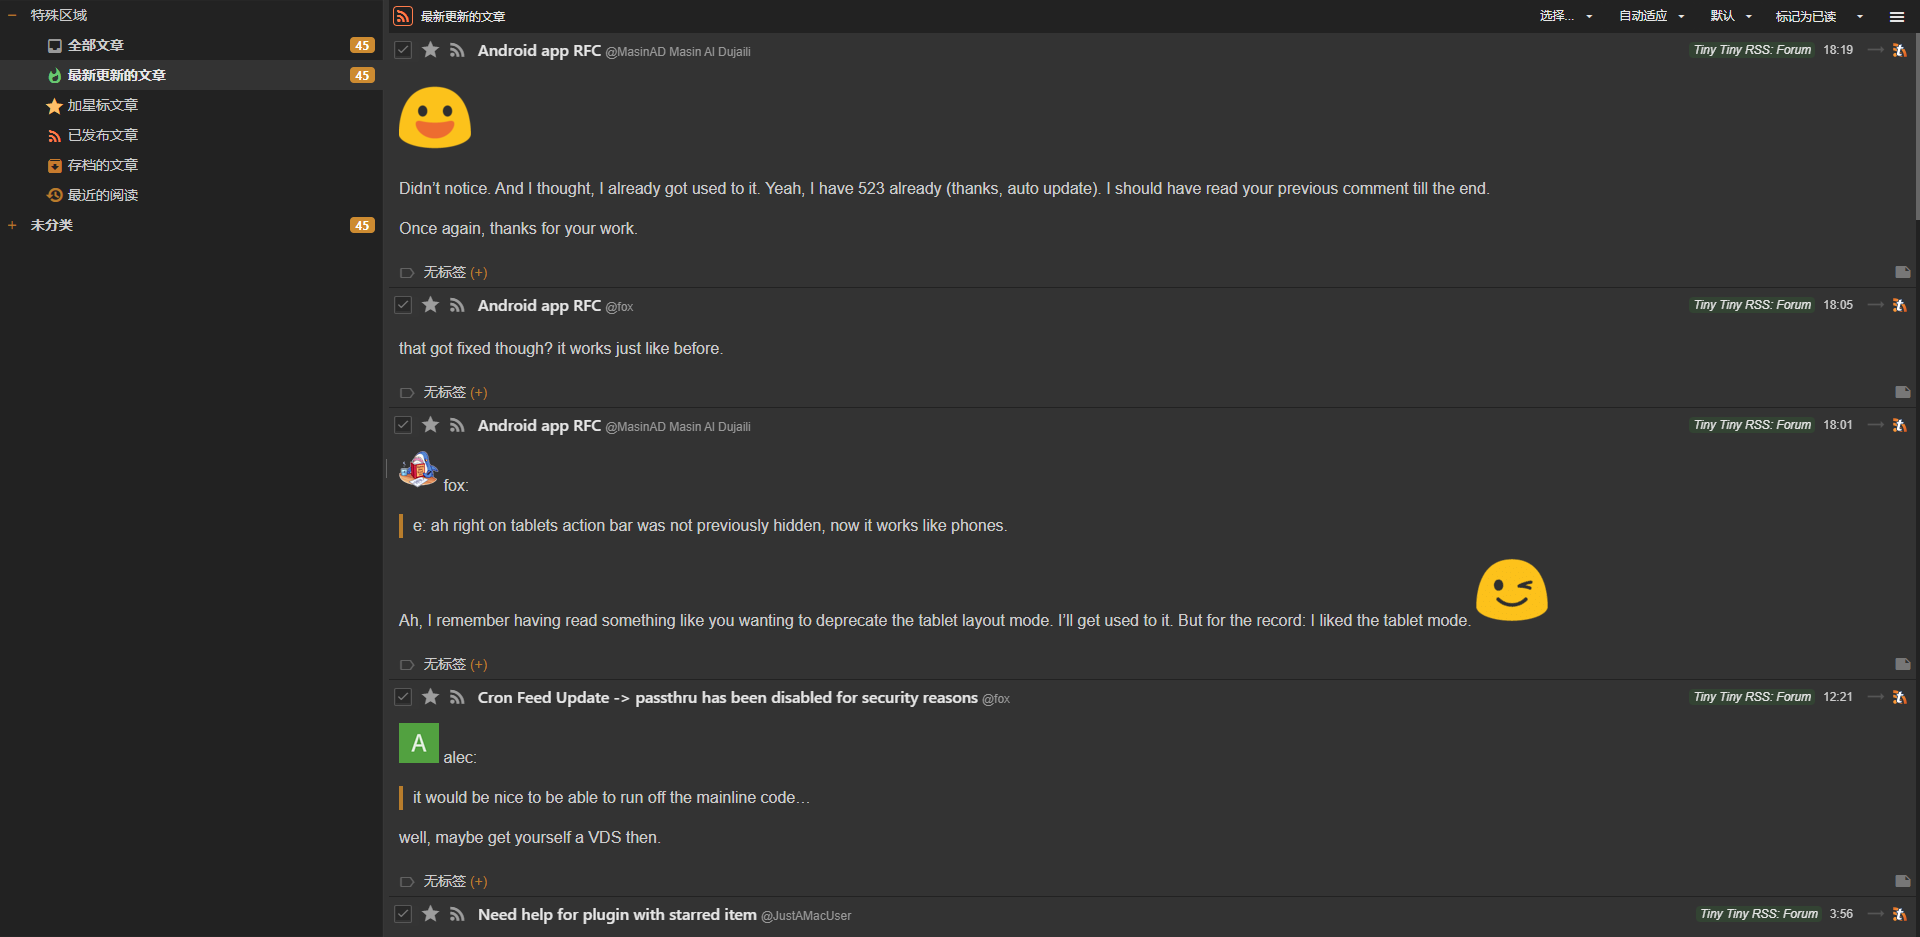 特殊区域
全部文章 45
最新更新的文章 45
加星标文章
已发布文章
存档的文章
最近的阅读
未分类 45
最新更新的文章 选择... 自动适应 默认 标记为已读
Android app RFC @MasinAD Masin Al Dujaili Tiny Tiny RSS: Forum 18:19
Didn’t notice. And I thought, I already got used to it. Yeah, I have 523 already (thanks, auto update). I should have read your previous comment till the end.
Once again, thanks for your work.
无标签 (+)
Android app RFC @fox Tiny Tiny RSS: Forum 18:05
that got fixed though? it works just like before.
无标签 (+)
Android app RFC @MasinAD Masin Al Dujaili Tiny Tiny RSS: Forum 18:01
fox:
e: ah right on tablets action bar was not previously hidden, now it works like phones.
Ah, I remember having read something like you wanting to deprecate the tablet layout mode. I’ll get used to it. But for the record: I liked the tablet mode.
无标签 (+)
Cron Feed Update -> passthru has been disabled for security reasons @fox Tiny Tiny RSS: Forum 12:21
A alec:
it would be nice to be able to run off the mainline code…
well, maybe get yourself a VDS then.
无标签 (+)
Need help for plugin with starred item @JustAMacUser Tiny Tiny RSS: Forum 3:56